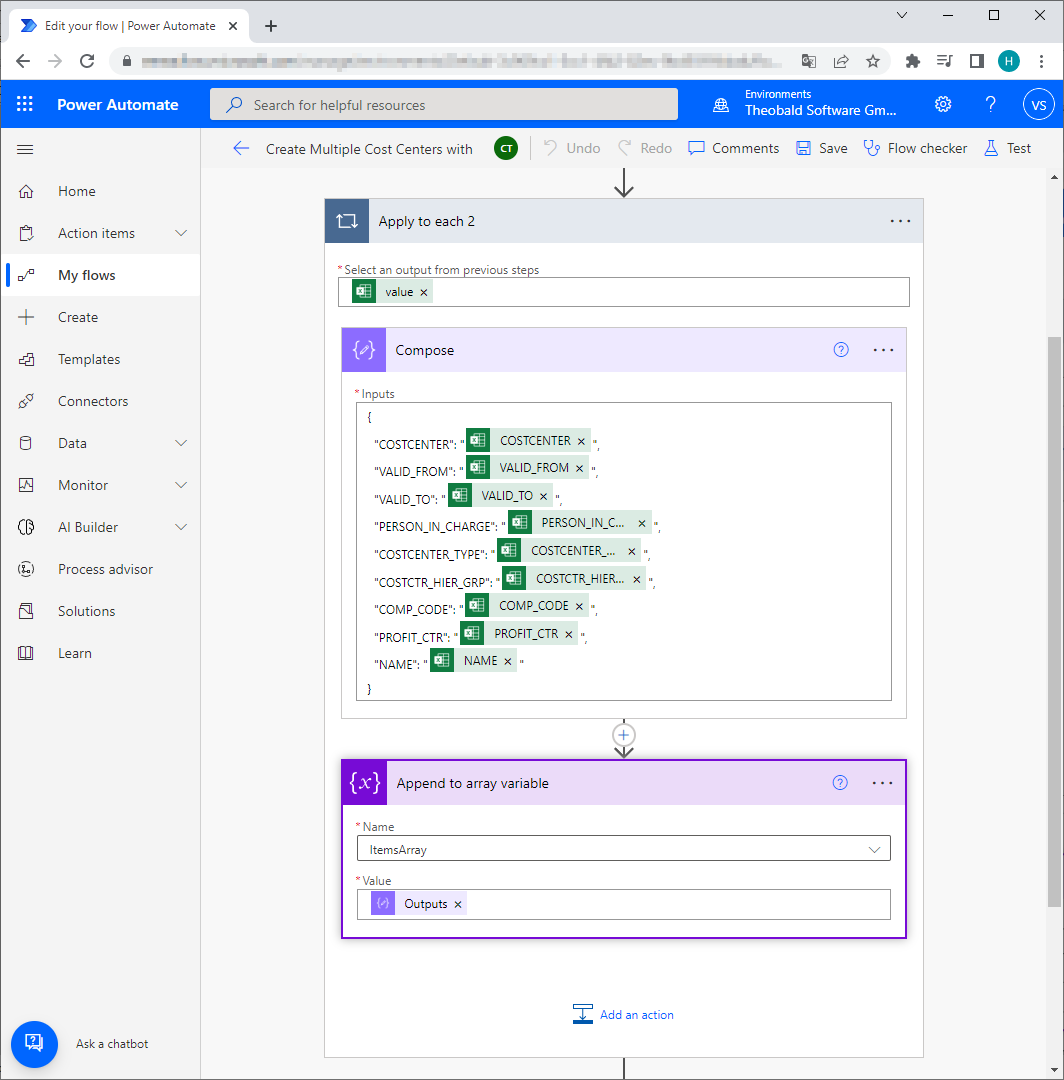 Edit your flow | Power Automate
Power Automate
Search for helpful resources
Environments
Theobald Software Gm...
VS
H
Create Multiple Cost Centers with
CT
Undo
Redo
Comments
Save
Flow checker
Test
Home
Action items
My flows
Create
Templates
Connectors
Data
Monitor
AI Builder
Process advisor
Solutions
Learn
Ask a chatbot
Apply to each 2
* Select an output from previous steps
value
Compose
* Inputs
{
"COSTCENTER": " COSTCENTER ",
"VALID_FROM": " VALID_FROM ",
"VALID_TO": " VALID_TO ",
"PERSON_IN_CHARGE": " PERSON_IN_C... ",
"COSTCENTER_TYPE": " COSTCENTER_... ",
"COSTCTR_HIER_GRP": " COSTCTR_HIER... ",
"COMP_CODE": " COMP_CODE ",
"PROFIT_CTR": " PROFIT_CTR ",
"NAME": " NAME "
}
{x} Append to array variable
* Name
ItemsArray
* Value
Outputs
Add an action